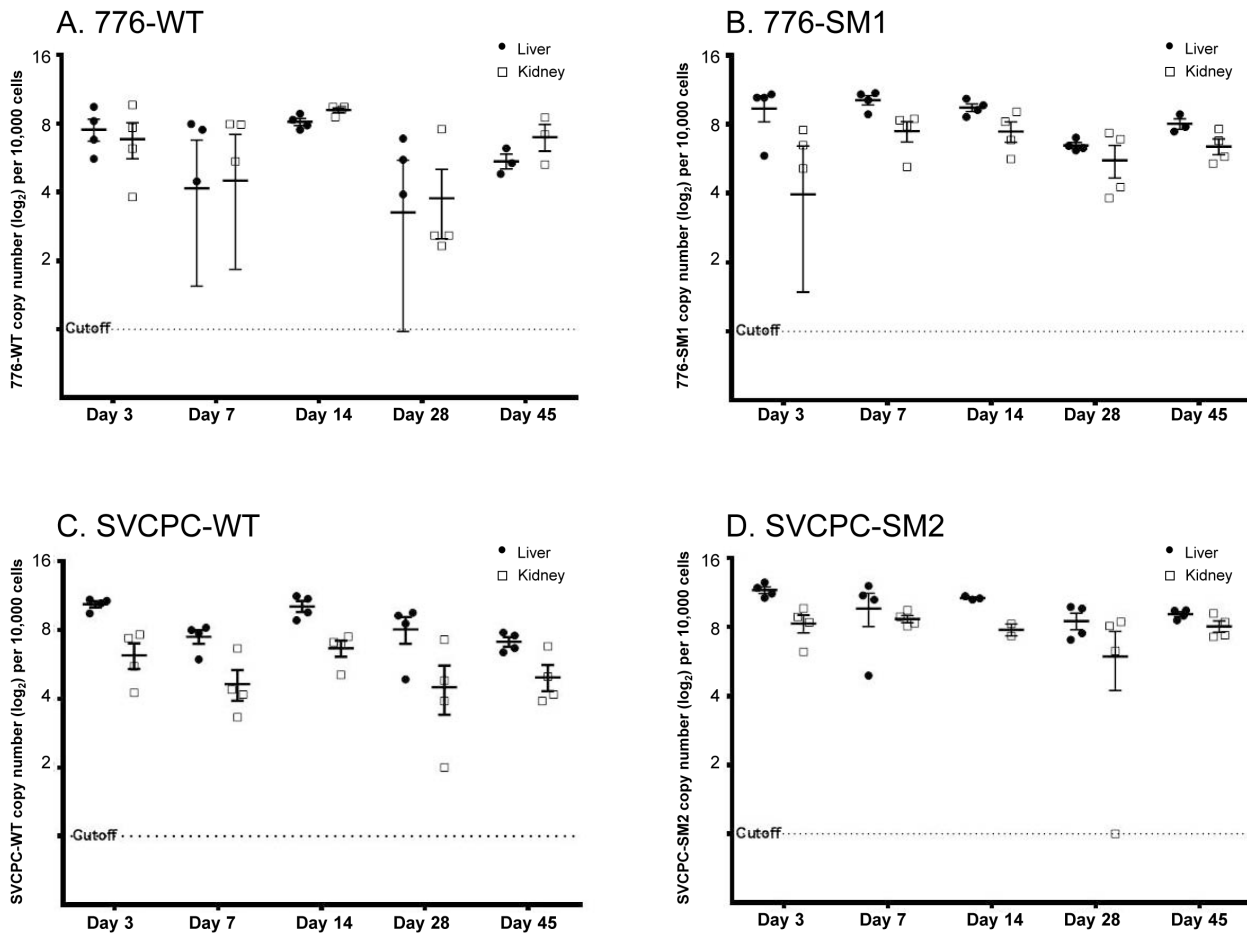 A. 776-WT
776-WT copy number (log2) per 10,000 cells
16
8
4
2
Cutoff
Liver
Kidney
Day 3 Day 7 Day 14 Day 28 Day 45
B. 776-SM1
776-SM1 copy number (log2) per 10,000 cells
16
8
4
2
Cutoff
Liver
Kidney
Day 3 Day 7 Day 14 Day 28 Day 45
C. SVCPC-WT
SVCPC-WT copy number (log2) per 10,000 cells
16
8
4
2
Cutoff
Liver
Kidney
Day 3 Day 7 Day 14 Day 28 Day 45
D. SVCPC-SM2
SVCPC-SM2 copy number (log2) per 10,000 cells
16
8
4
2
Cutoff
Liver
Kidney
Day 3 Day 7 Day 14 Day 28 Day 45